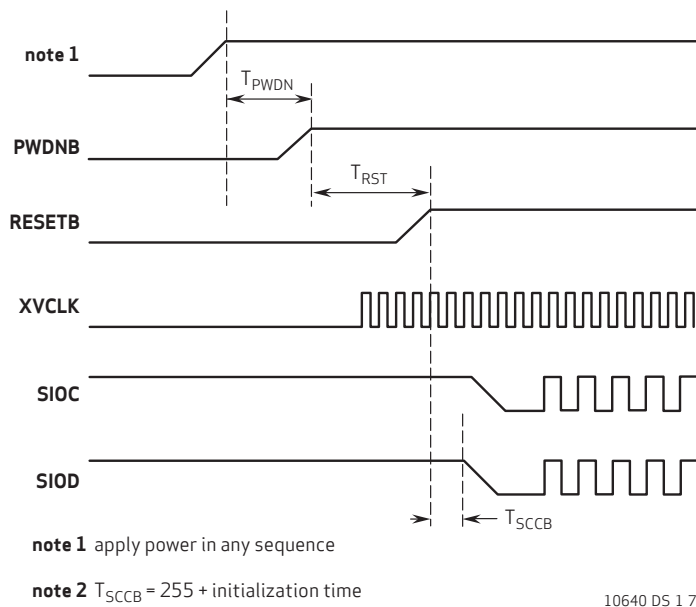 note 1
T_PWDN
PWDNB
T_RST
RESETB
XVCLK
SIOC
SIOD
T_SCCB
note 1 apply power in any sequence
note 2 T_SCCB = 255 + initialization time
10640 DS 1 7